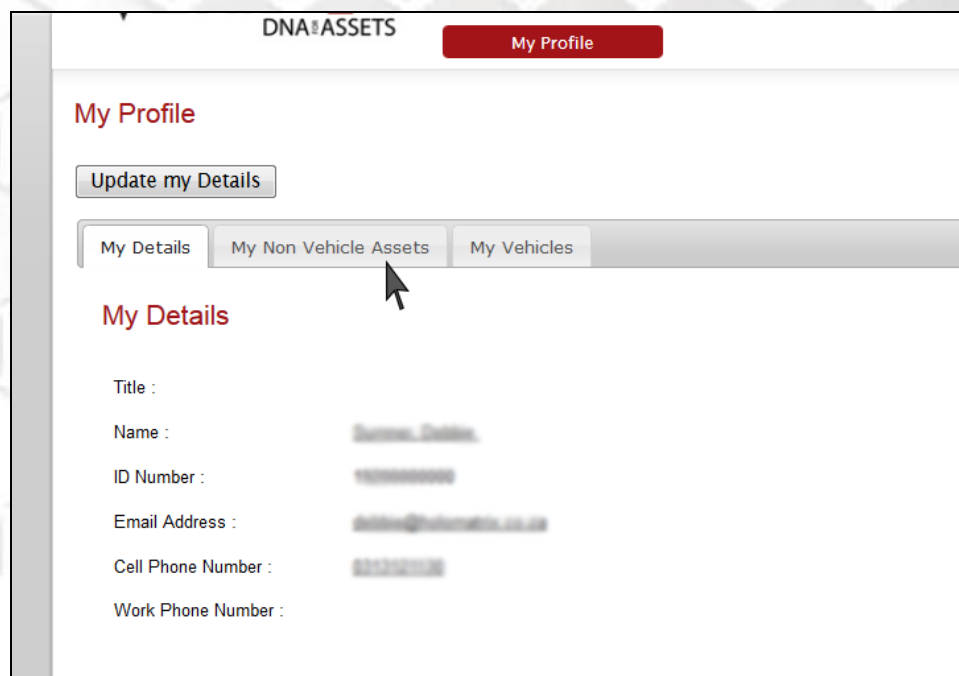 DNA ASSETS
My Profile
My Profile
Update my Details
My Details My Non Vehicle Assets My Vehicles
My Details
Title :
Name :
ID Number :
Email Address :
Cell Phone Number :
Work Phone Number :